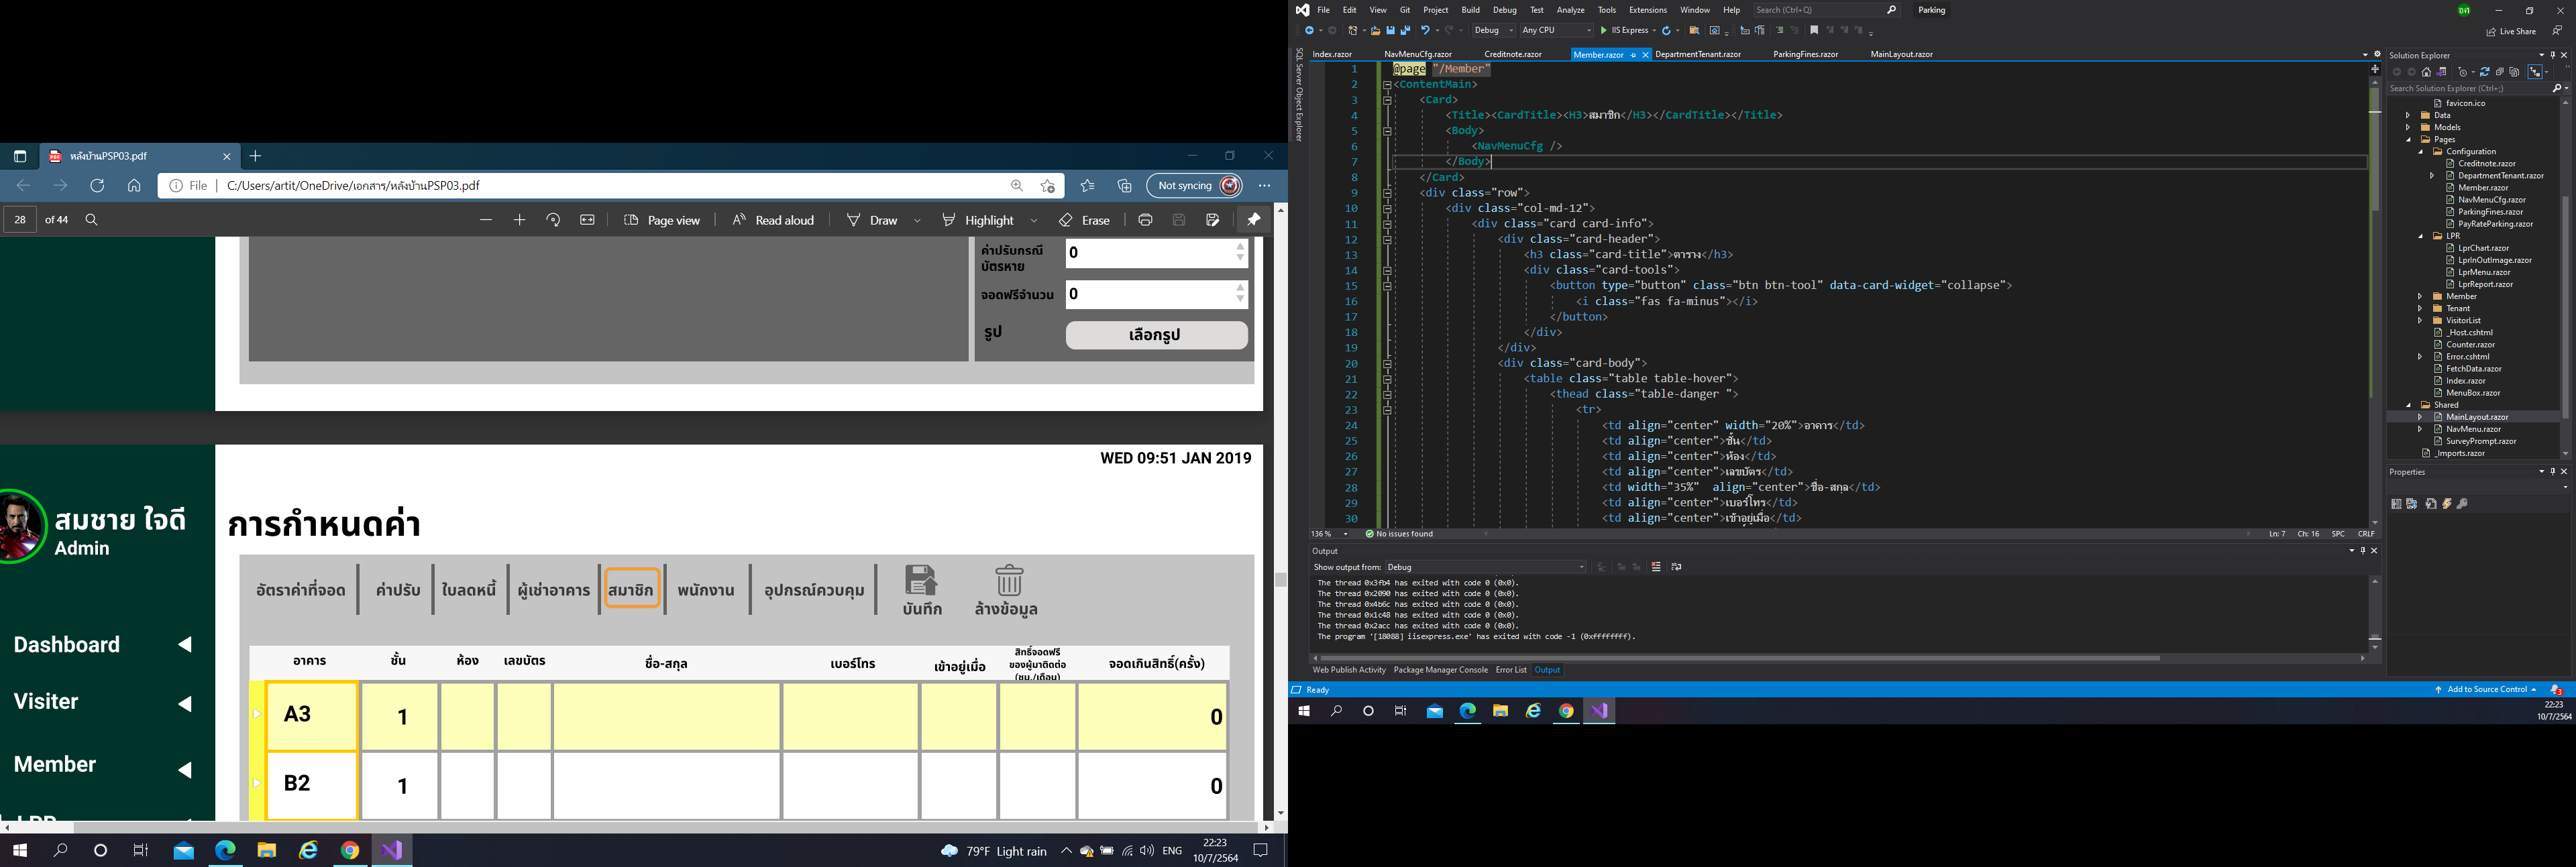 หลังบ้านPSP03.pdf
File
C:/Users/artit/OneDrive/เอกสาร/หลังบ้านPSP03.pdf
Not syncing
28 of 44
Page view
Read aloud
Draw
Highlight
Erase
ค่าปรับกรณี
บัตรหาย
0
จอดฟรีจำนวน
0
รูป
เลือกรูป
WED 09:51 JAN 2019
สมชาย ใจดี
Admin
การกำหนดค่า
อัตราค่าที่จอด
ค่าปรับ
ใบลดหนี้
ผู้เช่าอาคาร
สมาชิก
พนักงาน
อุปกรณ์ควบคุม
บันทึก
ล้างข้อมูล
Dashboard
Visiter
Member
LPR
อาคาร ชั้น ห้อง เลขบัตร ชื่อ-สกุล เบอร์โทร เข้าอยู่เมื่อ สิทธิ์จอดฟรี
ของผู้มาติดต่อ
(ชม./เดือน)
จอดเกินสิทธิ์(ครั้ง)
A3 1 0
B2 1 0
79°F Light rain
ENG
22:23
10/7/2564
File Edit View Git Project Build Debug Test Analyze Tools Extensions Window Help Search (Ctrl+Q) Parking
Debug Any CPU IIS Express
Live Share
SQL Server Object Explorer
Index.razor NavMenuCfg.razor Creditnote.razor Member.razor DepartmentTenant.razor ParkingFines.razor MainLayout.razor
1 @page "/Member"
2 <ContentMain>
3 <Card>
4 <Title><CardTitle><H3>สมาชิก</H3></CardTitle></Title>
5 <Body>
6 <NavMenuCfg />
7 </Body>
8 </Card>
9 <div class="row">
10 <div class="col-md-12">
11 <div class="card card-info">
12 <div class="card-header">
13 <h3 class="card-title">ตาราง</h3>
14 <div class="card-tools">
15 <button type="button" class="btn btn-tool" data-card-widget="collapse">
16 <i class="fas fa-minus"></i>
17 </button>
18 </div>
19 </div>
20 <div class="card-body">
21 <table class="table table-hover">
22 <thead class="table-danger ">
23 <tr>
24 <td align="center" width="20%">อาคาร</td>
25 <td align="center">ชั้น</td>
26 <td align="center">ห้อง</td>
27 <td align="center">เลขบัตร</td>
28 <td width="35%"  align="center">ชื่อ-สกุล</td>
29 <td align="center">เบอร์โทร</td>
30 <td align="center">เข้าอยู่เมื่อ</td>
136 % No issues found Ln: 7 Ch: 16 SPC CRLF
Output
Show output from: Debug
The thread 0x3fb4 has exited with code 0 (0x0).
The thread 0x2090 has exited with code 0 (0x0).
The thread 0x4b6c has exited with code 0 (0x0).
The thread 0x1c48 has exited with code 0 (0x0).
The thread 0x2acc has exited with code 0 (0x0).
The program '[18088] iisexpress.exe' has exited with code -1 (0xffffffff).
Web Publish Activity Package Manager Console Error List Output
Ready
Add to Source Control
3
Solution Explorer
Search Solution Explorer (Ctrl+;)
favicon.ico
Data
Models
Pages
Configuration
Creditnote.razor
DepartmentTenant.razor
Member.razor
NavMenuCfg.razor
ParkingFines.razor
PayRateParking.razor
LPR
LprChart.razor
LprInOutImage.razor
LprMenu.razor
LprReport.razor
Member
Tenant
VisitorList
_Host.cshtml
Counter.razor
Error.cshtml
FetchData.razor
Index.razor
MenuBox.razor
Shared
MainLayout.razor
NavMenu.razor
SurveyPrompt.razor
_Imports.razor
Properties
22:23
10/7/2564